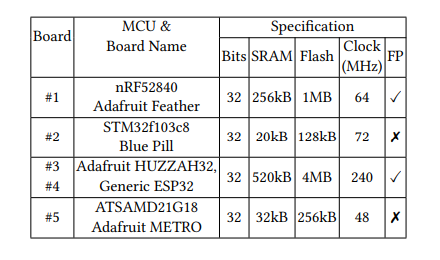 Board MCU & Board Name Specification
Bits SRAM Flash Clock (MHz) FP
#1 nRF52840 Adafruit Feather 32 256kB 1MB 64 ✓
#2 STM32f103c8 Blue Pill 32 20kB 128kB 72 ✗
#3 #4 Adafruit HUZZAH32, Generic ESP32 32 520kB 4MB 240 ✓
#5 ATSAMD21G18 Adafruit METRO 32 32kB 256kB 48 ✗